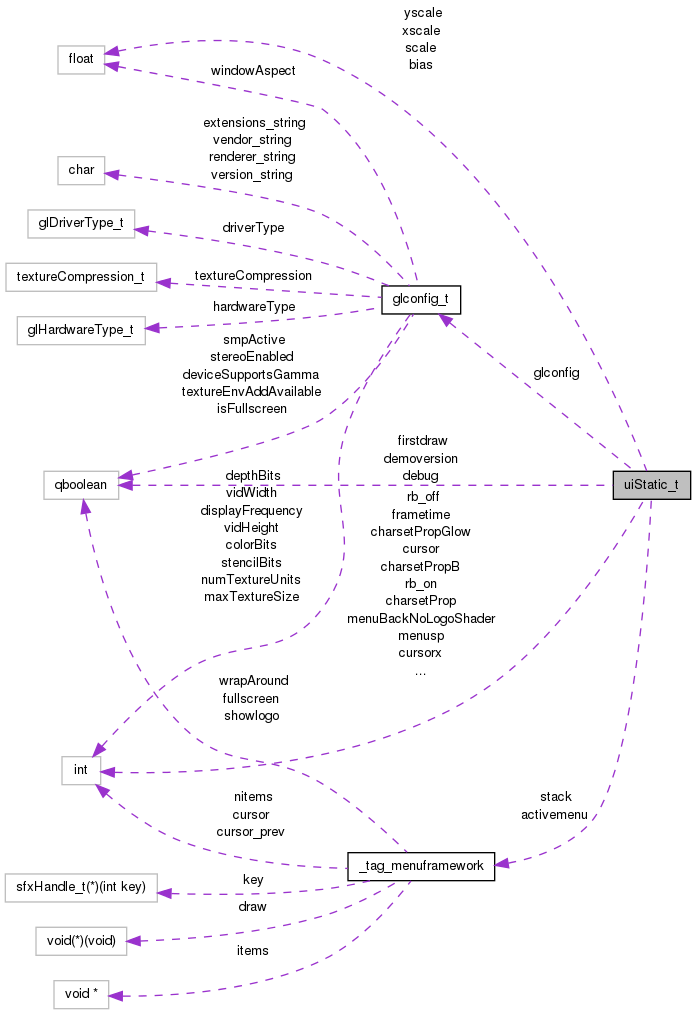 yscale
xscale
scale
bias
float
windowAspect
extensions_string
vendor_string
renderer_string
version_string
char
glDriverType_t
driverType
textureCompression_t
textureCompression
glconfig_t
hardwareType
glHardwareType_t
smpActive
stereoEnabled
deviceSupportsGamma
textureEnvAddAvailable
isFullscreen
glconfig
firstdraw
demoversion
debug
qboolean
uiStatic_t
depthBits
vidWidth
displayFrequency
vidHeight
colorBits
stencilBits
numTextureUnits
maxTextureSize
rb_off
frametime
charsetPropGlow
cursor
charsetPropB
rb_on
charsetProp
menuBackNoLogoShader
menusp
cursorx
...
wrapAround
fullscreen
showlogo
int
nitems
cursor
cursor_prev
stack
activemenu
_tag_menuframework
sfxHandle_t(*)(int key)
key
draw
void(*)(void)
items
void *